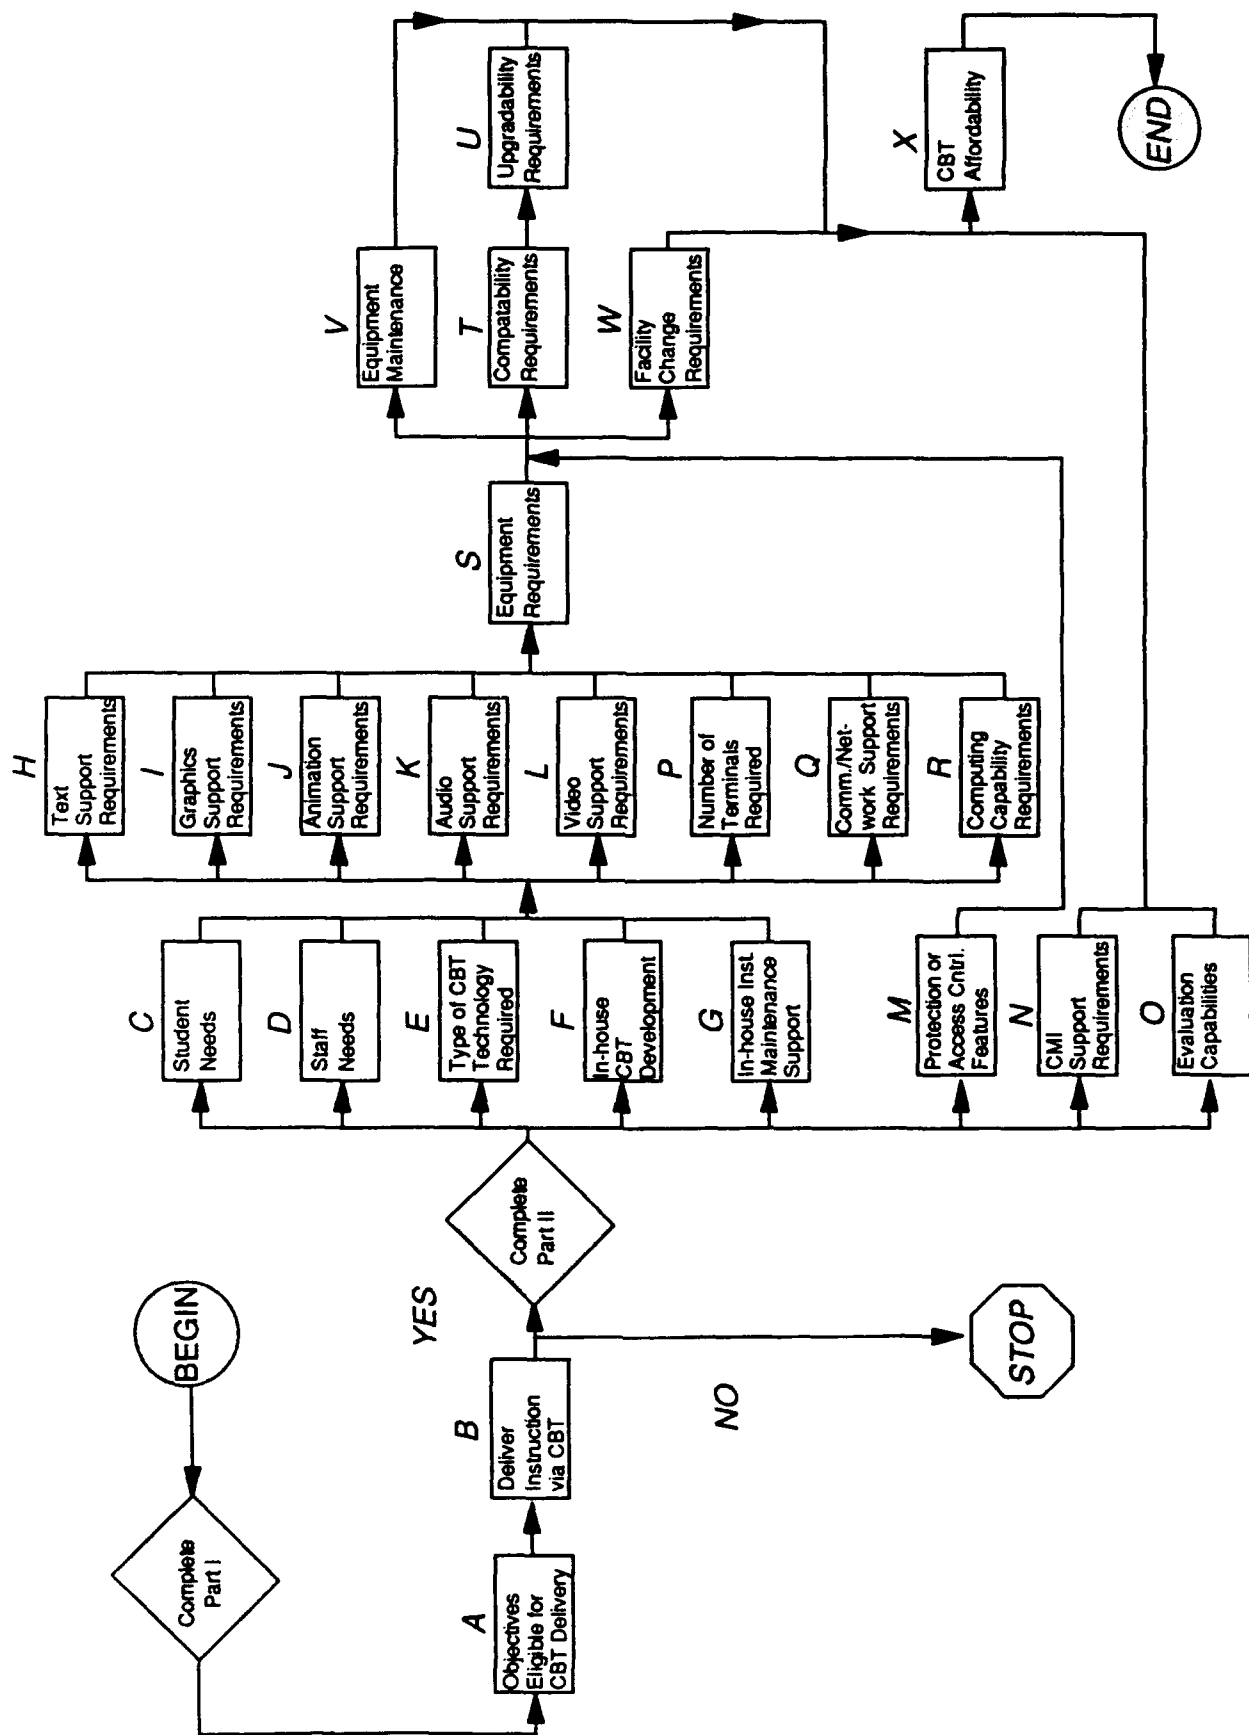 BEGIN
Complete
Part I
A
Objectives
Eligible for
CBT Delivery
B
Deliver
Instruction
via CBT
YES
NO
STOP
Complete
Part II
C
Student
Needs
D
Staff
Needs
E
Type of CBT
Technology
Required
F
In-house
CBT
Development
G
In-house Inst.
Maintenance
Support
M
Protection or
Access Cntrl.
Features
N
CMI
Support
Requirements
O
Evaluation
Capabilities
H
Text
Support
Requirements
I
Graphics
Support
Requirements
J
Animation
Support
Requirements
K
Audio
Support
Requirements
L
Video
Support
Requirements
P
Number of
Terminals
Required
Q
Comm./Net-
work Support
Requirements
R
Computing
Capability
Requirements
S
Equipment
Requirements
V
Equipment
Maintenance
T
Compatability
Requirements
U
Upgradability
Requirements
W
Facility
Change
Requirements
X
CBT
Affordability
END